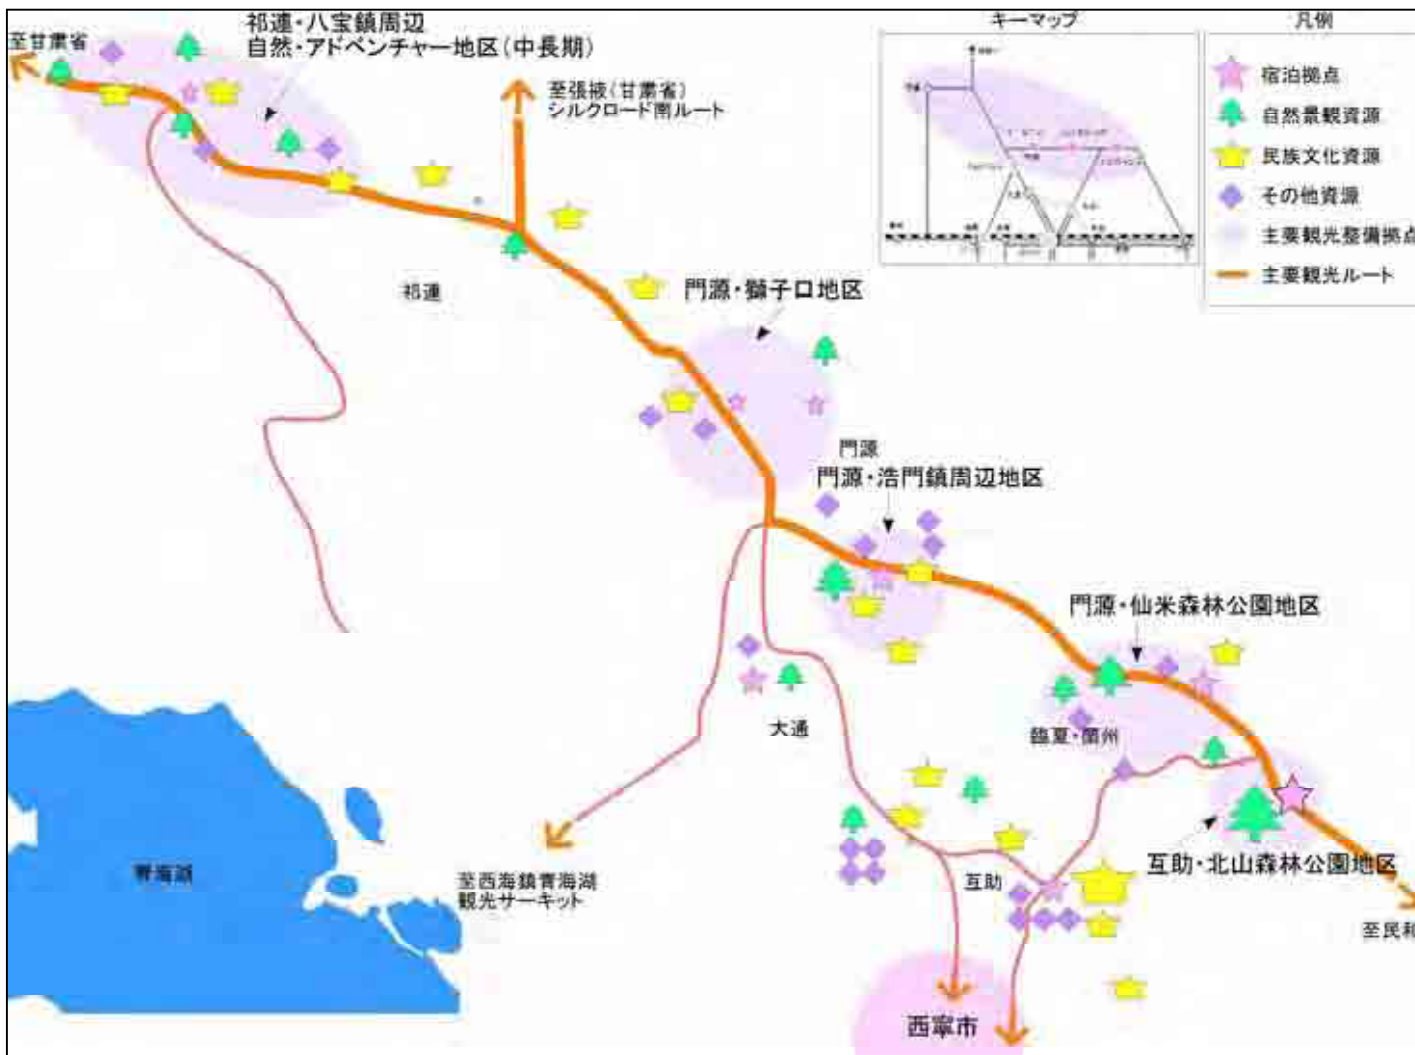 祁連・八宝鎮周辺
自然・アドベンチャー地区（中長期）
至甘粛省
至張掖（甘粛省）
シルクロード南ルート
キーマップ
凡例
宿泊拠点
自然景観資源
民族文化資源
その他資源
主要観光整備拠点
主要観光ルート
祁連
門源・獅子口地区
門源
門源・浩門鎮周辺地区
門源・仙米森林公園地区
大通
臨夏・蘭州
互助・北山森林公園地区
互助
青海湖
至西海鎮青海湖
観光サーキット
至民和
西寧市